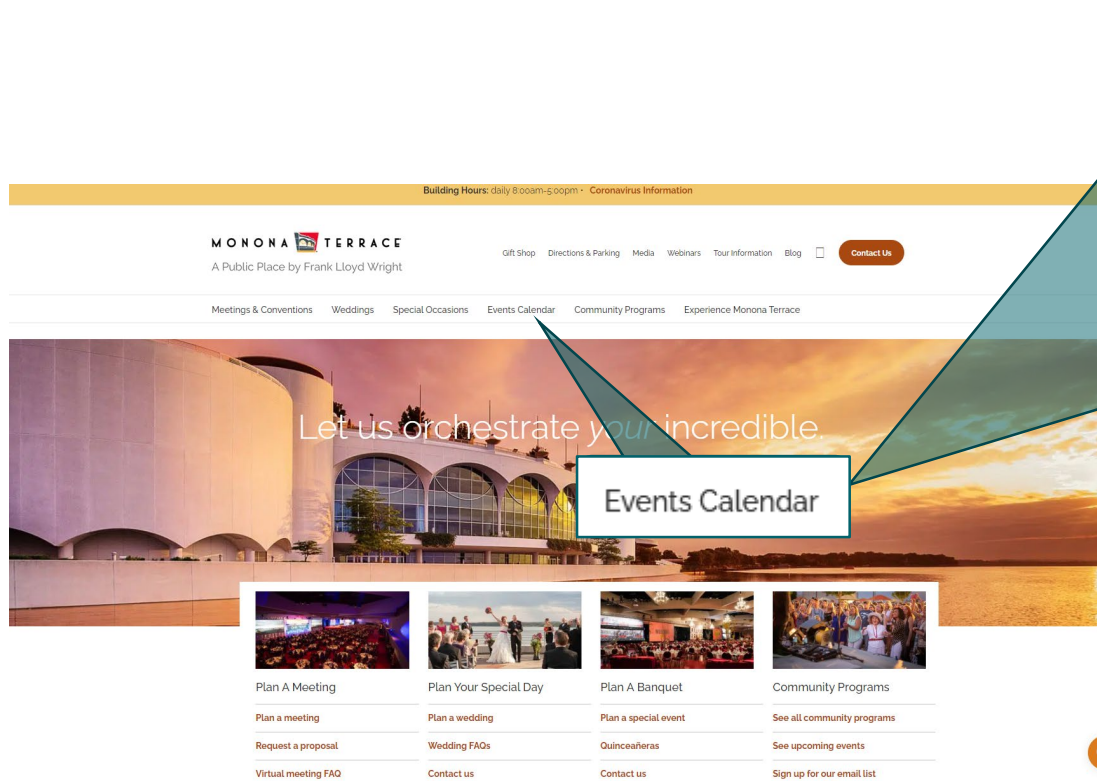 Building Hours: daily 8:00am-5:00pm • Coronavirus Information
MONONA TERRACE
A Public Place by Frank Lloyd Wright
Gift Shop Directions & Parking Media Webinars Tour Information Blog Contact Us
Meetings & Conventions Weddings Special Occasions Events Calendar Community Programs Experience Monona Terrace
Let us orchestrate your incredible.
Events Calendar
Plan A Meeting Plan Your Special Day Plan A Banquet Community Programs
Plan a meeting Plan a wedding Plan a special event See all community programs
Request a proposal Wedding FAQs Quinceañeras See upcoming events
Virtual meeting FAQ Contact us Contact us Sign up for our email list